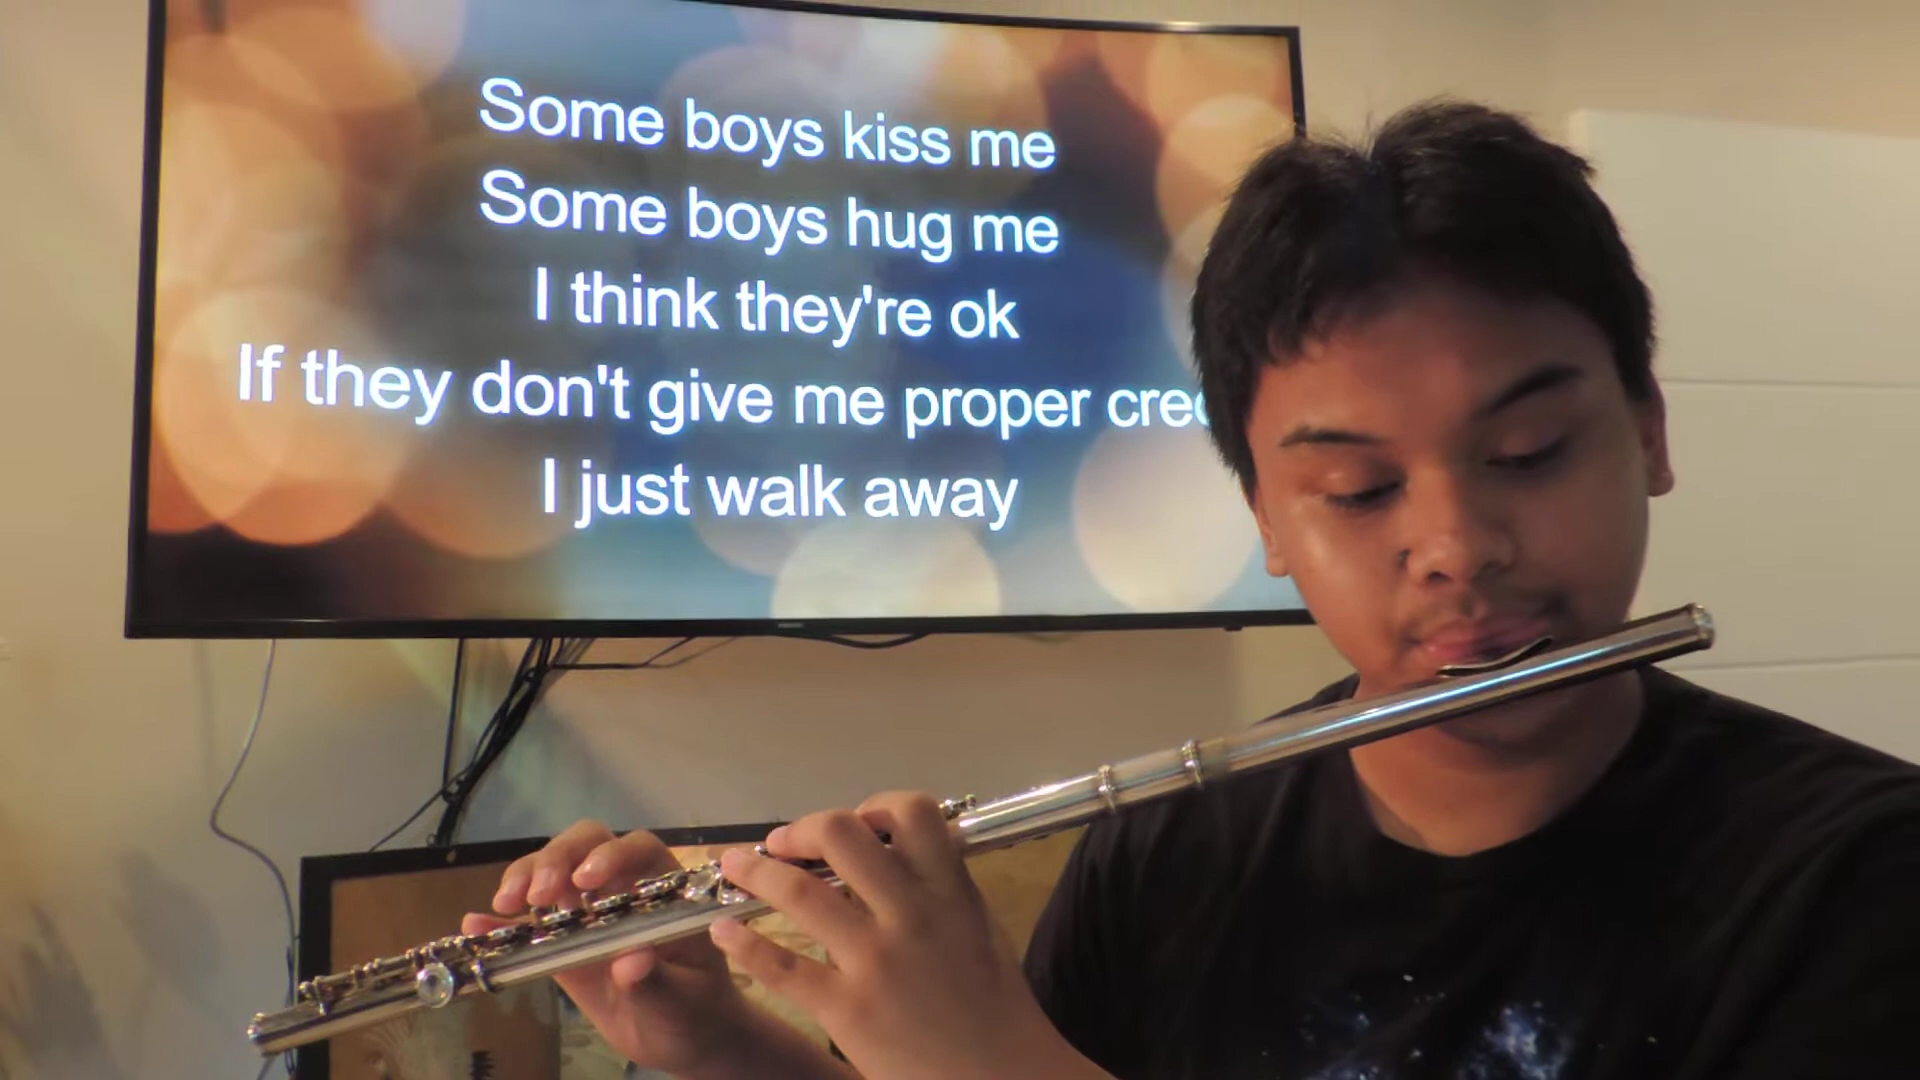 Some boys kiss me
Some boys hug me
I think they're ok
If they don't give me proper
I just walk away